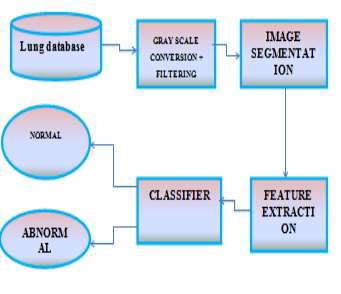 Lung database
GRAY SCALE
CONVERSION +
FILTERING
IMAGE
SEGMENTAT
ION
NORMAL
CLASSIFIER
FEATURE
EXTRACTI
ON
ABNORM
AL